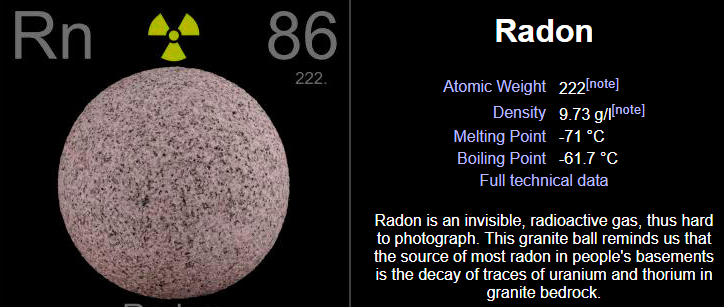 Rn 86
222.
Radon
Atomic Weight 222[note]
Density 9.73 g/l[note]
Melting Point -71 °C
Boiling Point -61.7 °C
Full technical data
Radon is an invisible, radioactive gas, thus hard
to photograph. This granite ball reminds us that
the source of most radon in people's basements
is the decay of traces of uranium and thorium in
granite bedrock.